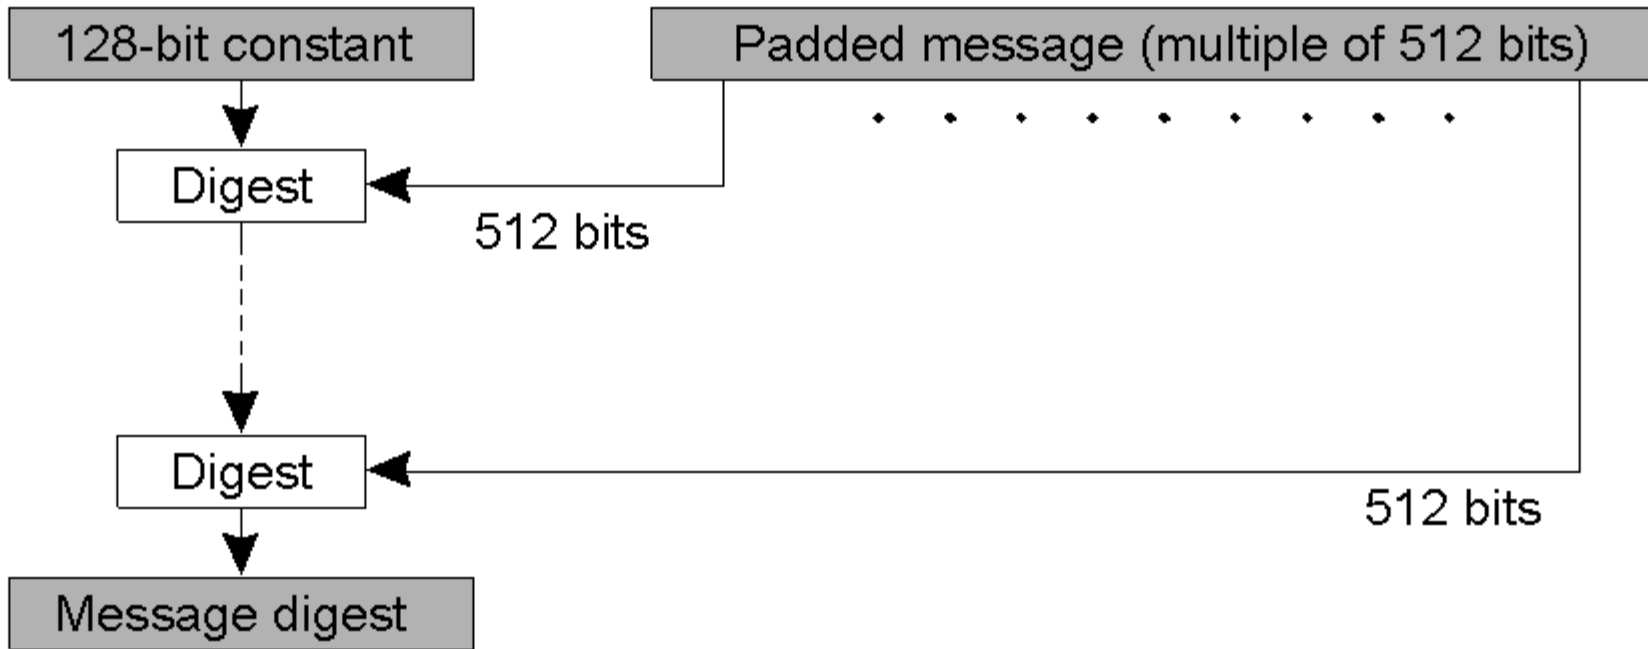 128-bit constant
Padded message (multiple of 512 bits)
Digest
512 bits
Digest
512 bits
Message digest